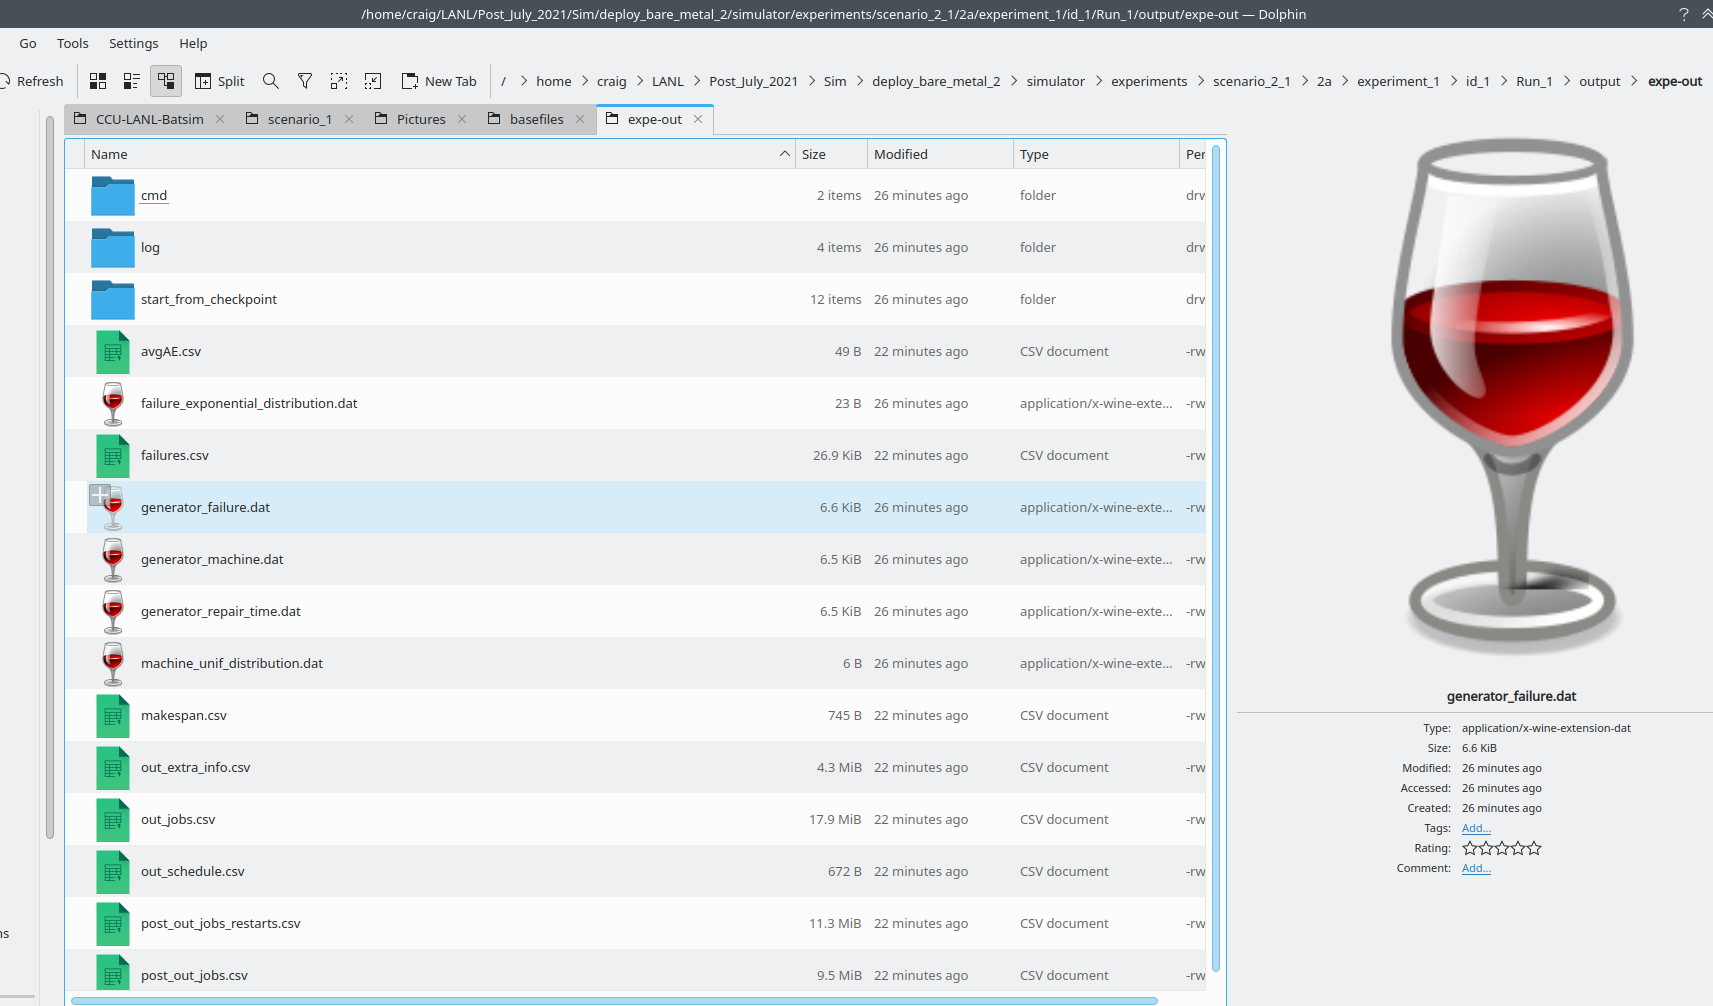 /home/craig/LANL/Post_July_2021/Sim/deploy_bare_metal_2/simulator/experiments/scenario_2_1/2a/experiment_1/id_1/Run_1/output/expe-out — Dolphin ?
Go Tools Settings Help
Refresh Split New Tab / > home > craig > LANL > Post_July_2021 > Sim > deploy_bare_metal_2 > simulator > experiments > scenario_2_1 > 2a > experiment_1 > id_1 > Run_1 > output > expe-out
CCU-LANL-Batsim scenario_1 Pictures basefiles expe-out
Name Size Modified Type Per
cmd 2 items 26 minutes ago folder drw
log 4 items 26 minutes ago folder drw
start_from_checkpoint 12 items 26 minutes ago folder drw
avgAE.csv 49 B 22 minutes ago CSV document -rw
failure_exponential_distribution.dat 23 B 26 minutes ago application/x-wine-exte... -rw
failures.csv 26.9 KiB 22 minutes ago CSV document -rw
generator_failure.dat 6.6 KiB 26 minutes ago application/x-wine-exte... -rw
generator_machine.dat 6.5 KiB 26 minutes ago application/x-wine-exte... -rw
generator_repair_time.dat 6.5 KiB 26 minutes ago application/x-wine-exte... -rw
machine_unif_distribution.dat 6 B 26 minutes ago application/x-wine-exte... -rw
makespan.csv 745 B 22 minutes ago CSV document -rw
out_extra_info.csv 4.3 MiB 22 minutes ago CSV document -rw
out_jobs.csv 17.9 MiB 22 minutes ago CSV document -rw
out_schedule.csv 672 B 22 minutes ago CSV document -rw
post_out_jobs_restarts.csv 11.3 MiB 22 minutes ago CSV document -rw
post_out_jobs.csv 9.5 MiB 22 minutes ago CSV document -rw
generator_failure.dat
Type: application/x-wine-extension-dat
Size: 6.6 KiB
Modified: 26 minutes ago
Accessed: 26 minutes ago
Created: 26 minutes ago
Tags: Add...
Rating:
Comment: Add...